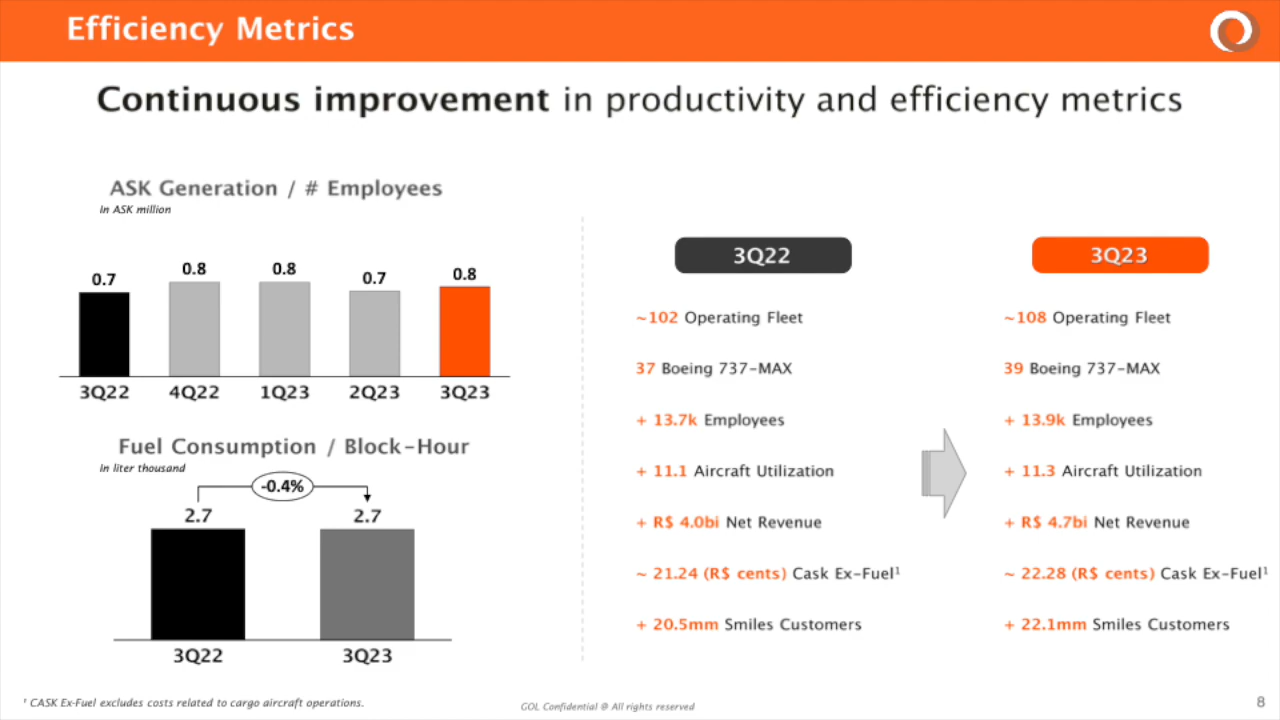 Efficiency Metrics
Continuous improvement in productivity and efficiency metrics
ASK Generation / # Employees
In ASK million
0.7
0.8
0.8
0.7
0.8
3Q22
4Q22
1Q23
2Q23
3Q23
Fuel Consumption / Block-Hour
In liter thousand
-0.4%
2.7
2.7
3Q22
3Q23
3Q22
~102 Operating Fleet
37 Boeing 737-MAX
+ 13.7k Employees
+ 11.1 Aircraft Utilization
+ R$ 4.0bi Net Revenue
~ 21.24 (R$ cents) Cask Ex-Fuel¹
+ 20.5mm Smiles Customers
3Q23
~108 Operating Fleet
39 Boeing 737-MAX
+ 13.9k Employees
+ 11.3 Aircraft Utilization
+ R$ 4.7bi Net Revenue
~ 22.28 (R$ cents) Cask Ex-Fuel¹
+ 22.1mm Smiles Customers
¹ CASK Ex-Fuel excludes costs related to cargo aircraft operations.
GOL Confidential @ All rights reserved
8